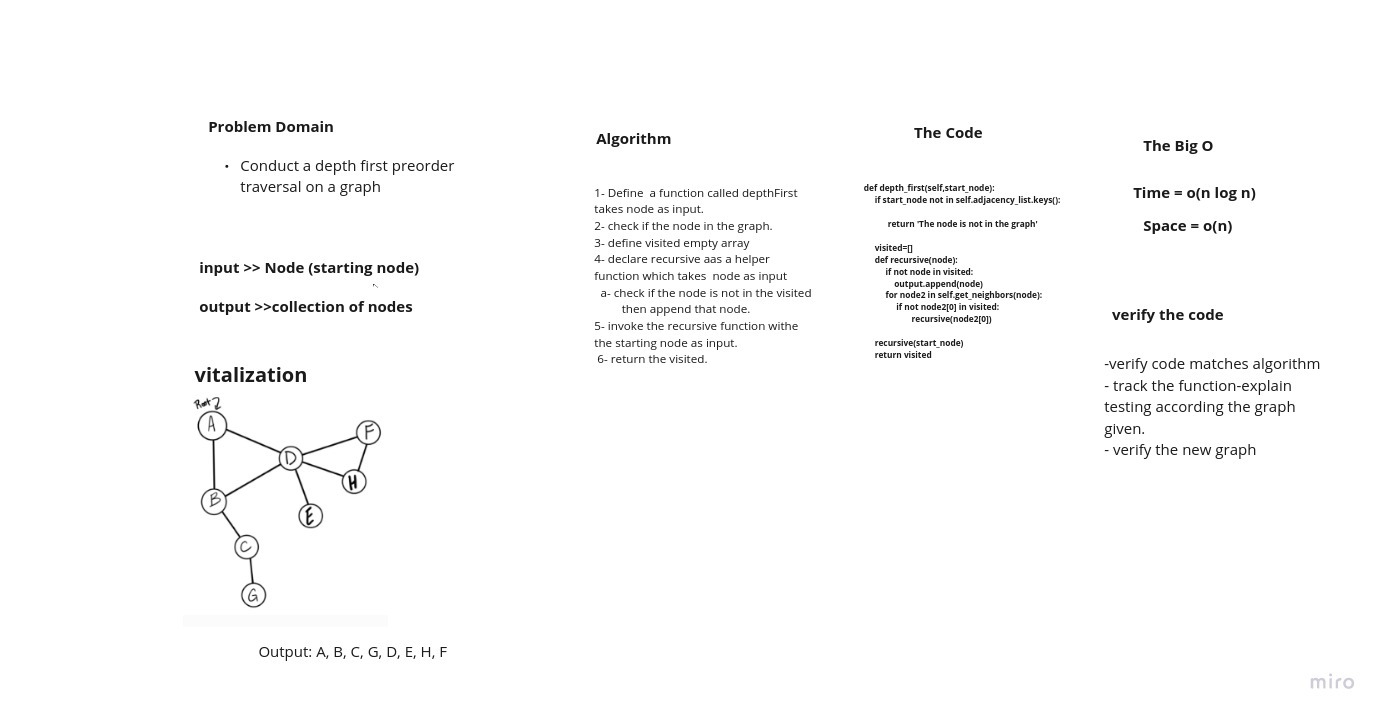 Problem Domain
• Conduct a depth first preorder
traversal on a graph
input >> Node (starting node)
output >>collection of nodes
vitalization
Root
A
F
D
H
B
E
C
G
Output: A, B, C, G, D, E, H, F
Algorithm
1- Define  a function called depthFirst
takes node as input.
2- check if the node in the graph.
3- define visited empty array
4- declare recursive aas a helper
function which takes  node as input
a- check if the node is not in the visited
then append that node.
5- invoke the recursive function withe
the starting node as input.
6- return the visited.
The Code
def depth_first(self,start_node):
if start_node not in self.adjacency_list.keys():
return 'The node is not in the graph'
visited=[]
def recursive(node):
if not node in visited:
output.append(node)
for node2 in self.get_neighbors(node):
if not node2[0] in visited:
recursive(node2[0])
recursive(start_node)
return visited
The Big O
Time = o(n log n)
Space = o(n)
verify the code
-verify code matches algorithm
- track the function-explain
testing according the graph
given.
- verify the new graph
miro